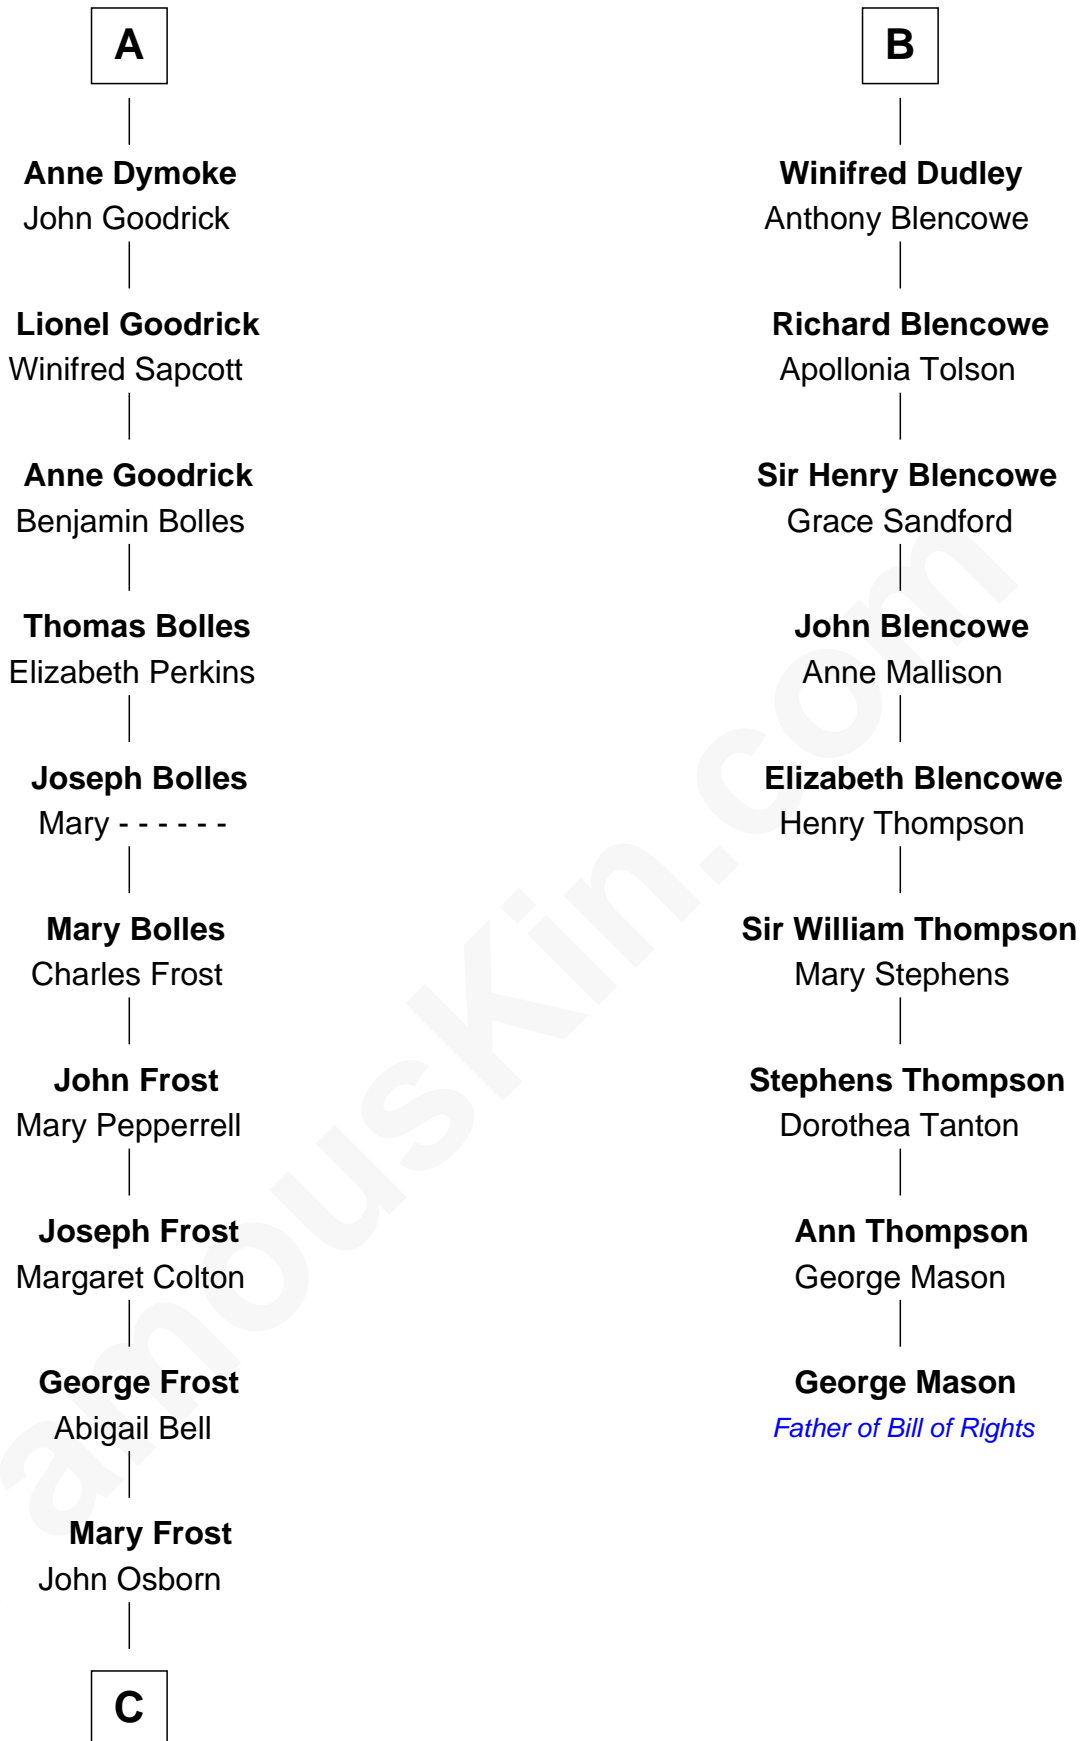 A
Anne Dymoke
John Goodrick
Lionel Goodrick
Winifred Sapcott
Anne Goodrick
Benjamin Bolles
Thomas Bolles
Elizabeth Perkins
Joseph Bolles
Mary - - - - - -
Mary Bolles
Charles Frost
John Frost
Mary Pepperrell
Joseph Frost
Margaret Colton
George Frost
Abigail Bell
Mary Frost
John Osborn
C
B
Winifred Dudley
Anthony Blencowe
Richard Blencowe
Apollonia Tolson
Sir Henry Blencowe
Grace Sandford
John Blencowe
Anne Mallison
Elizabeth Blencowe
Henry Thompson
Sir William Thompson
Mary Stephens
Stephens Thompson
Dorothea Tanton
Ann Thompson
George Mason
George Mason
Father of Bill of Rights
amousKin.com